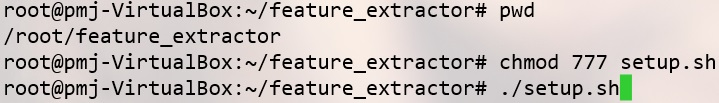 root@pmj-VirtualBox:~/feature_extractor# pwd
/root/feature_extractor
root@pmj-VirtualBox:~/feature_extractor# chmod 777 setup.sh
root@pmj-VirtualBox:~/feature_extractor# ./setup.sh